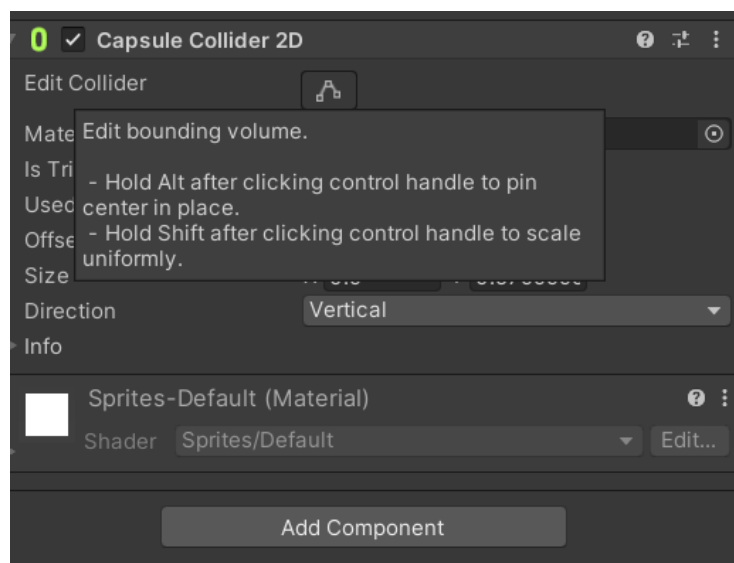 Capsule Collider 2D
Edit Collider
Mate
Edit bounding volume.
Is Tri
- Hold Alt after clicking control handle to pin
Used
center in place.
Offse
- Hold Shift after clicking control handle to scale
uniformly.
Size
Direction Vertical
Info
Sprites-Default (Material)
Shader Sprites/Default Edit...
Add Component